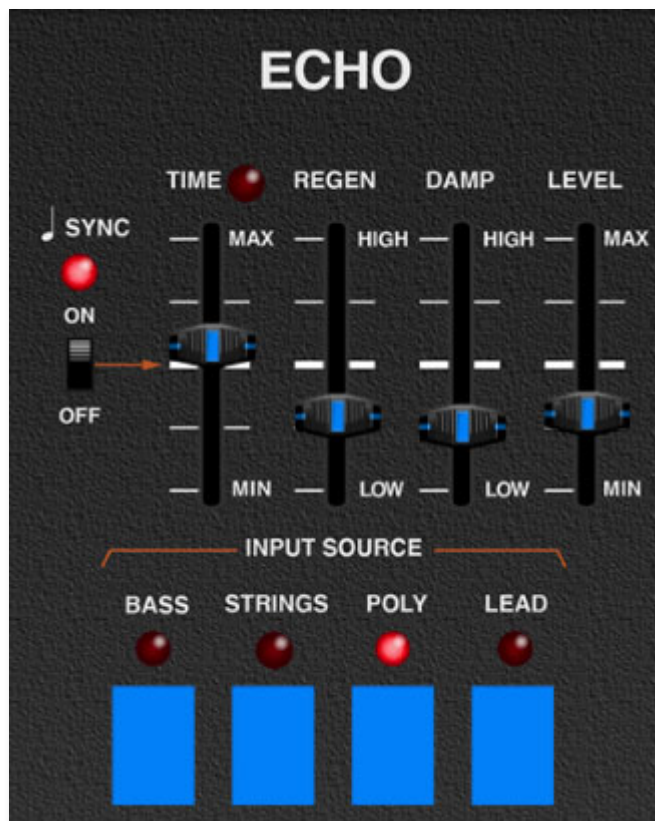 ECHO
TIME REGEN DAMP LEVEL
♩ SYNC
MAX HIGH HIGH MAX
ON
OFF
MIN LOW LOW MIN
INPUT SOURCE
BASS STRINGS POLY LEAD